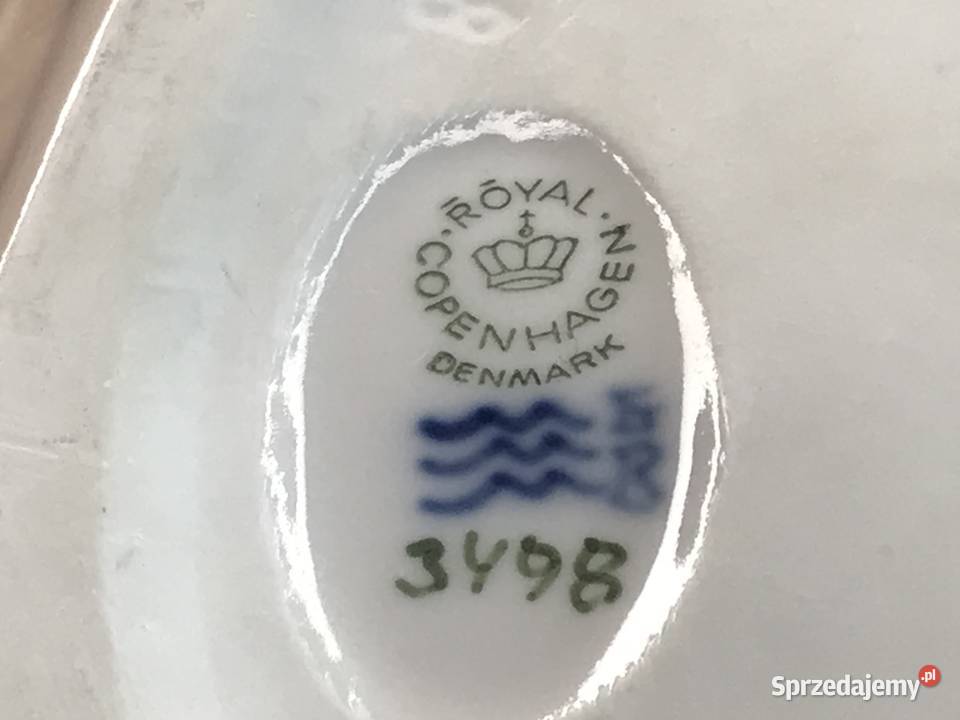 ROYAL
COPENHAGEN
DENMARK
3498
Sprzedajemy.pl